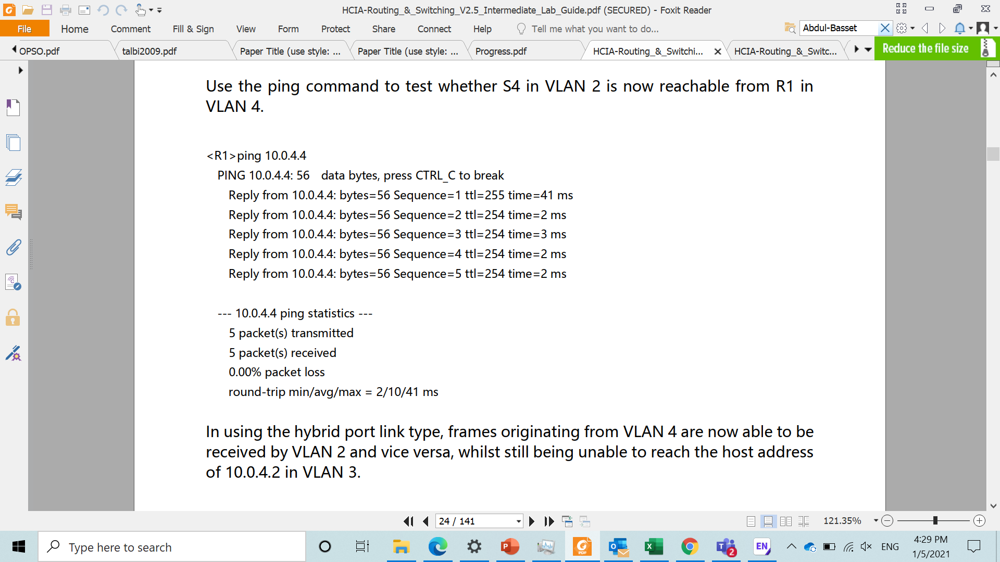 HCIA-Routing_&_Switching_V2.5_Intermediate_Lab_Guide.pdf (SECURED) - Foxit Reader
File Home Comment Fill & Sign View Form Protect Share Connect Help Tell me what you want to do... Abdul-Basset
OPSO.pdf talbi2009.pdf Paper Title (use style: ... Paper Title (use style: ... Progress.pdf HCIA-Routing_&_Switchi... HCIA-Routing_&_Switc... Reduce the file size
Use the ping command to test whether S4 in VLAN 2 is now reachable from R1 in
VLAN 4.
<R1>ping 10.0.4.4
PING 10.0.4.4: 56 data bytes, press CTRL_C to break
Reply from 10.0.4.4: bytes=56 Sequence=1 ttl=255 time=41 ms
Reply from 10.0.4.4: bytes=56 Sequence=2 ttl=254 time=2 ms
Reply from 10.0.4.4: bytes=56 Sequence=3 ttl=254 time=3 ms
Reply from 10.0.4.4: bytes=56 Sequence=4 ttl=254 time=2 ms
Reply from 10.0.4.4: bytes=56 Sequence=5 ttl=254 time=2 ms
--- 10.0.4.4 ping statistics ---
5 packet(s) transmitted
5 packet(s) received
0.00% packet loss
round-trip min/avg/max = 2/10/41 ms
In using the hybrid port link type, frames originating from VLAN 4 are now able to be
received by VLAN 2 and vice versa, whilst still being unable to reach the host address
of 10.0.4.2 in VLAN 3.
24 / 141 121.35%
Type here to search EN 2 ENG 4:29 PM
1/5/2021